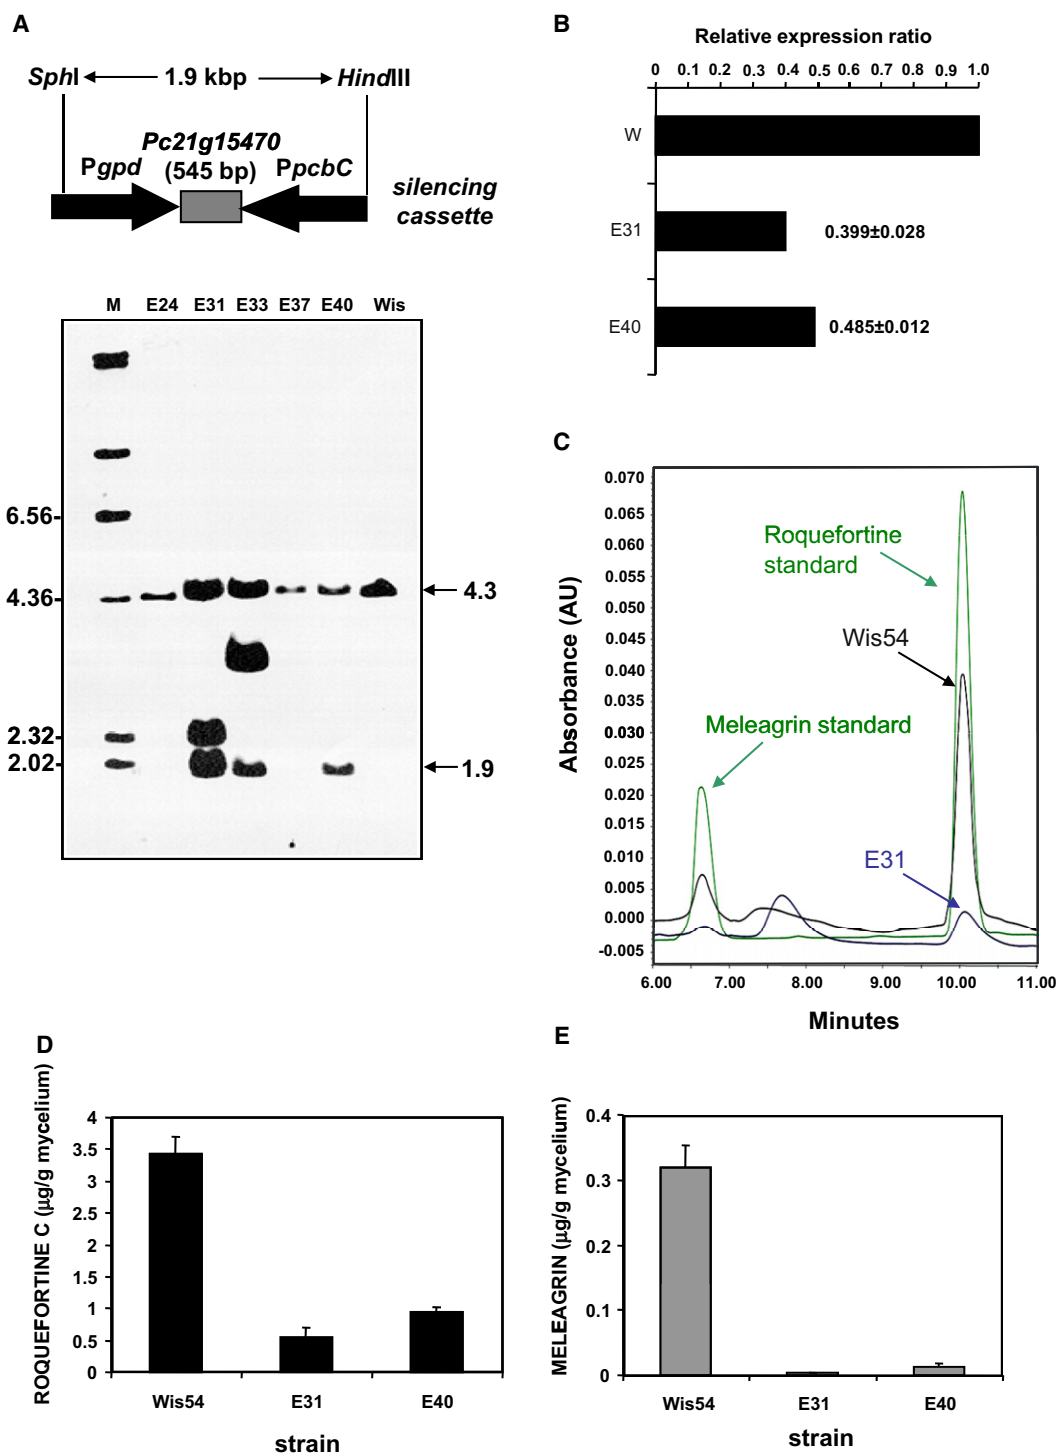 A
SphI 1.9 kbp HindIII
Pc21g15470
Pgpd (545 bp) PpcbC
silencing
cassette
M E24 E31 E33 E37 E40 Wis
6.56
4.36
2.32
2.02
4.3
1.9
B
Relative expression ratio
0 0.1 0.2 0.3 0.4 0.5 0.6 0.7 0.8 0.9 1.0
W
E31
0.399±0.028
E40
0.485±0.012
C
Absorbance (AU)
0.070
0.065
0.060
0.055
0.050
0.045
0.040
0.035
0.030
0.025
0.020
0.015
0.010
0.005
0.000
-0.005
Roquefortine
standard
Wis54
Meleagrin standard
E31
6.00 7.00 8.00 9.00 10.00 11.00
Minutes
D
ROQUEFORTINE C (µg/g mycelium)
4
3.5
3
2.5
2
1.5
1
0.5
0
Wis54 E31 E40
strain
E
MELEAGRIN (µg/g mycelium)
0.4
0.3
0.2
0.1
0
Wis54 E31 E40
strain